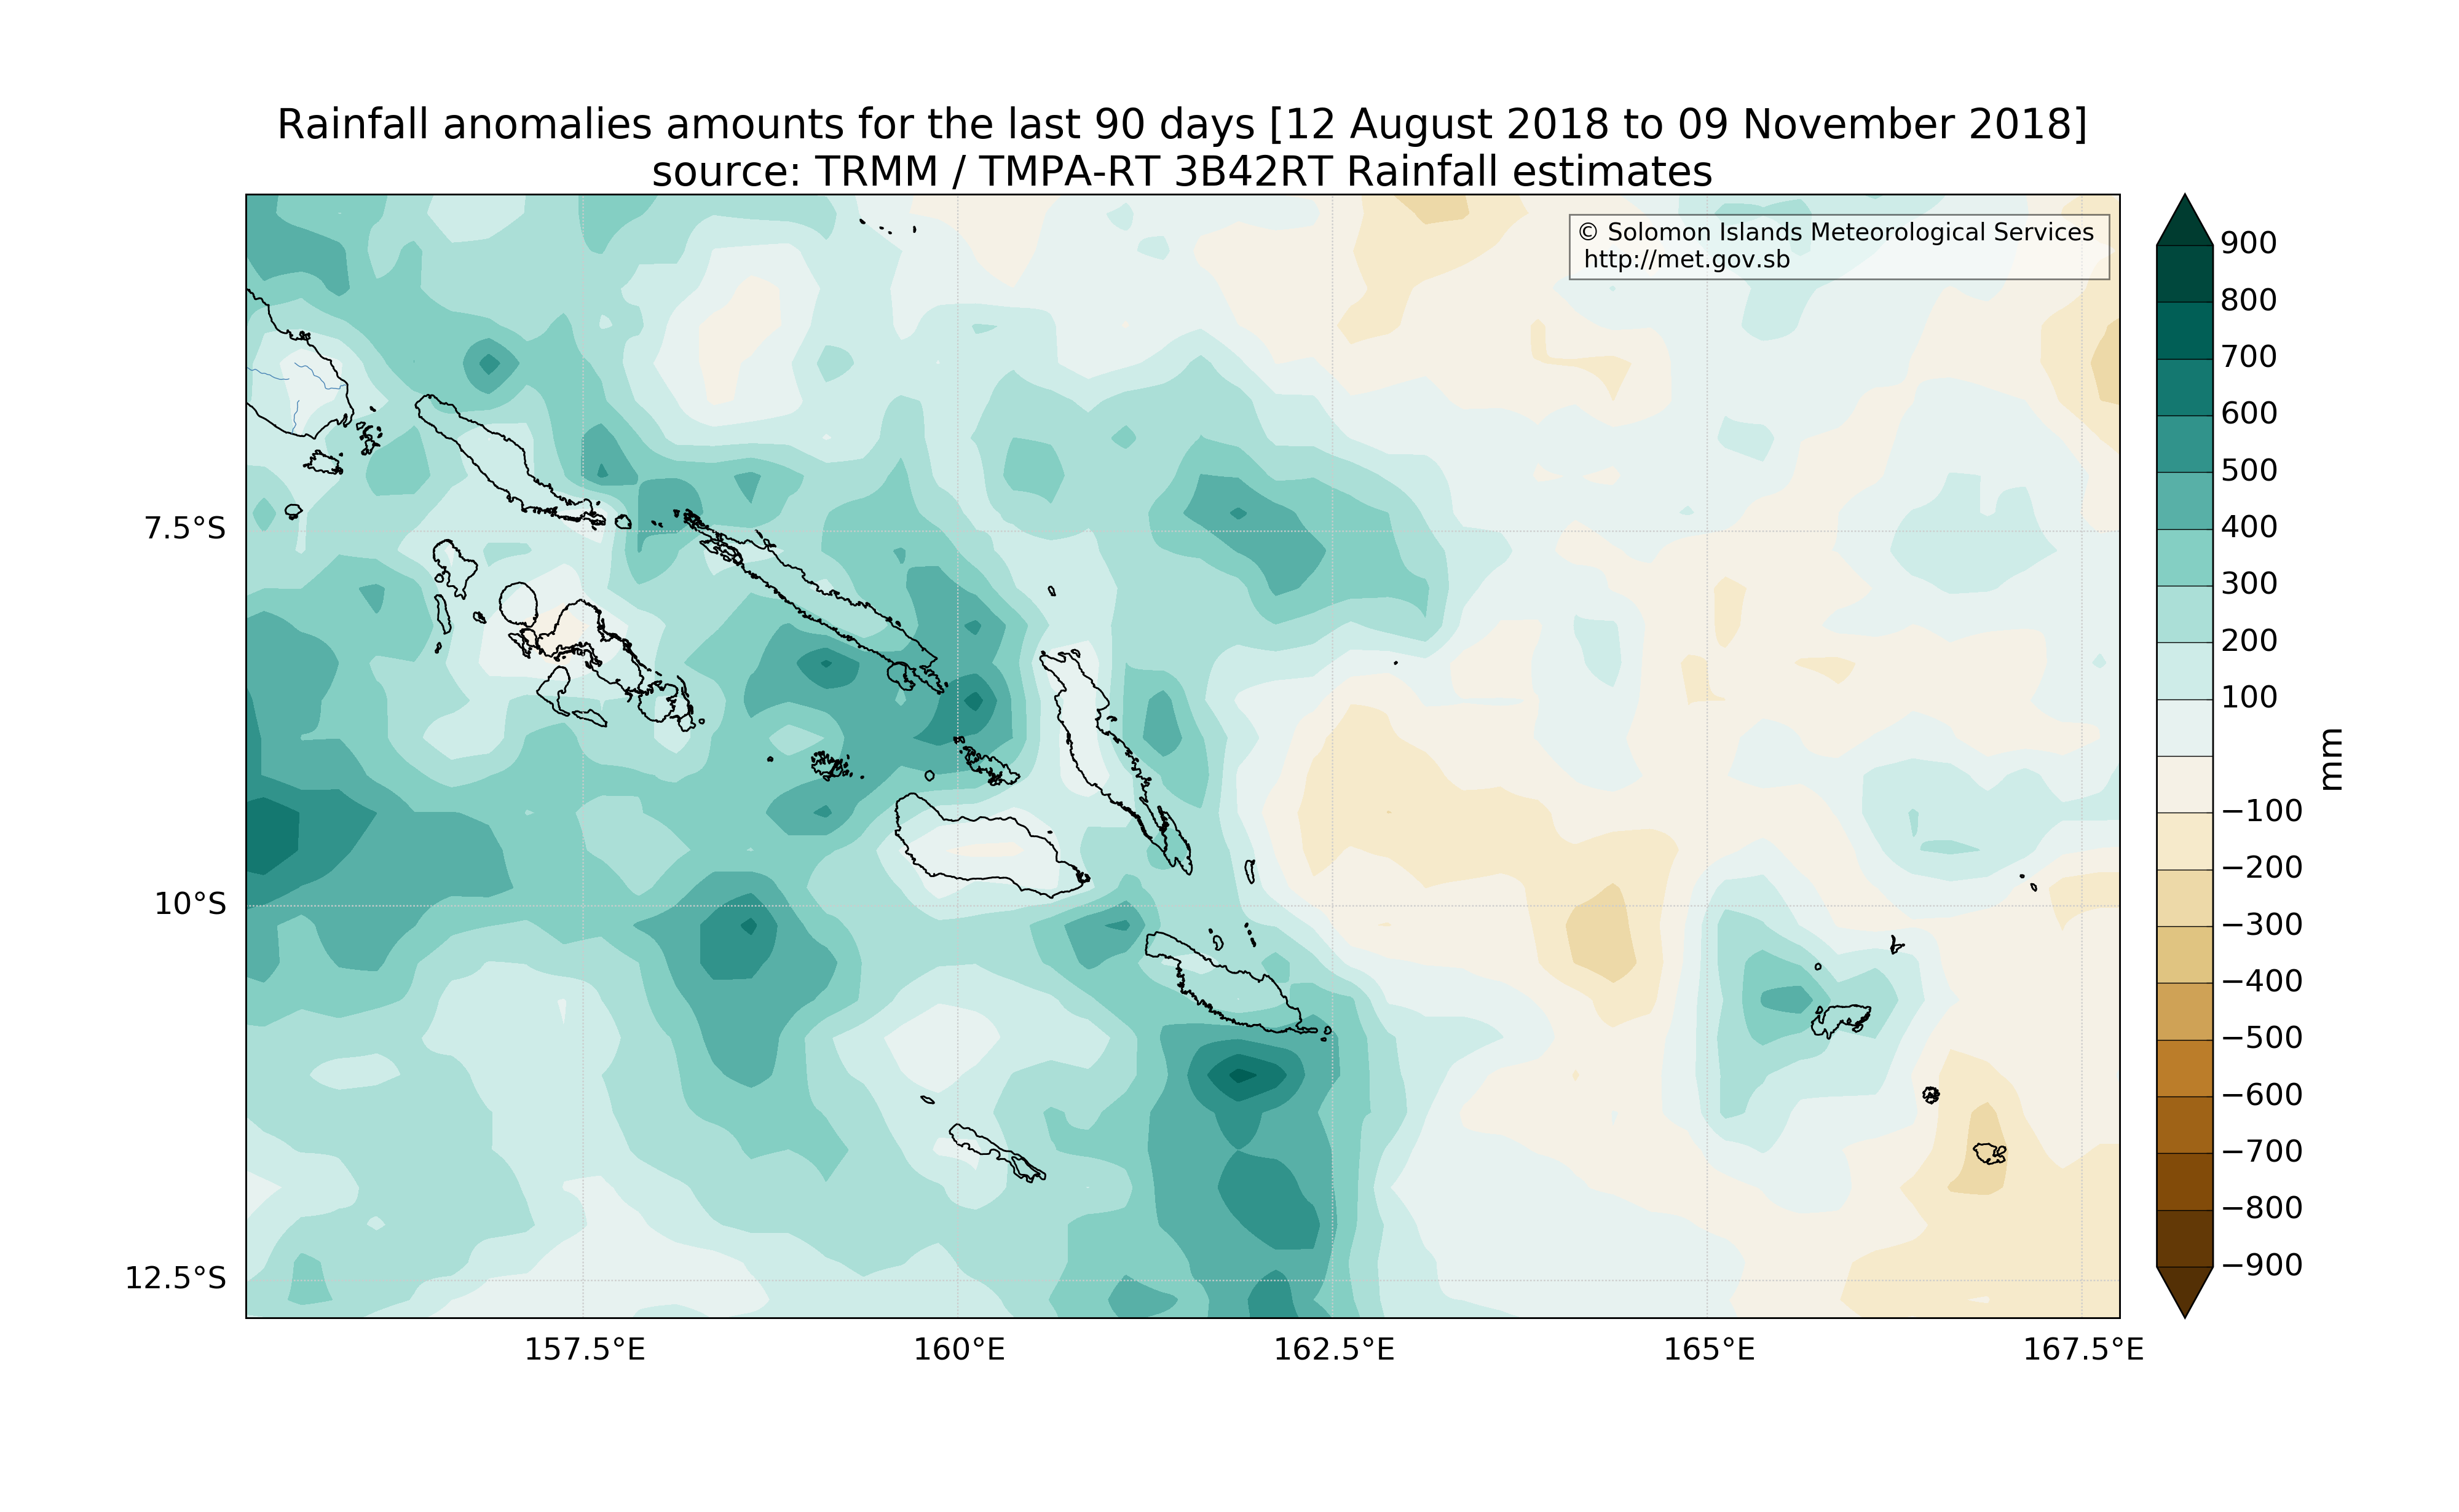 Rainfall anomalies amounts for the last 90 days [12 August 2018 to 09 November 2018]
source: TRMM / TMPA-RT 3B42RT Rainfall estimates
© Solomon Islands Meteorological Services
http://met.gov.sb
7.5°S
10°S
12.5°S
157.5°E
160°E
162.5°E
165°E
167.5°E
900
800
700
600
500
400
300
200
100
−100
−200
−300
−400
−500
−600
−700
−800
−900
mm